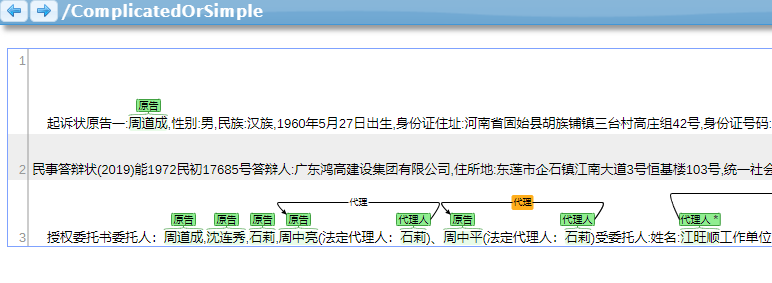 /ComplicatedOrSimple
1
原告
起诉状原告一:周道成,性别:男,民族:汉族,1960年5月27日出生,身份证住址:河南省固始县胡族铺镇三台村高庄组42号,身份证号码:
2 民事答辩状(2019)能1972民初17685号答辩人:广东鸿高建设集团有限公司,住所地:东莲市企石镇江南大道3号恒基楼103号,统一社会
代理 代理
原告 原告 原告 原告 代理人 原告 代理人 代理人 *
3 授权委托书委托人：周道成,沈连秀,石莉,周中亮(法定代理人：石莉)、周中平(法定代理人：石莉)受委托人:姓名:江旺顺工作单位